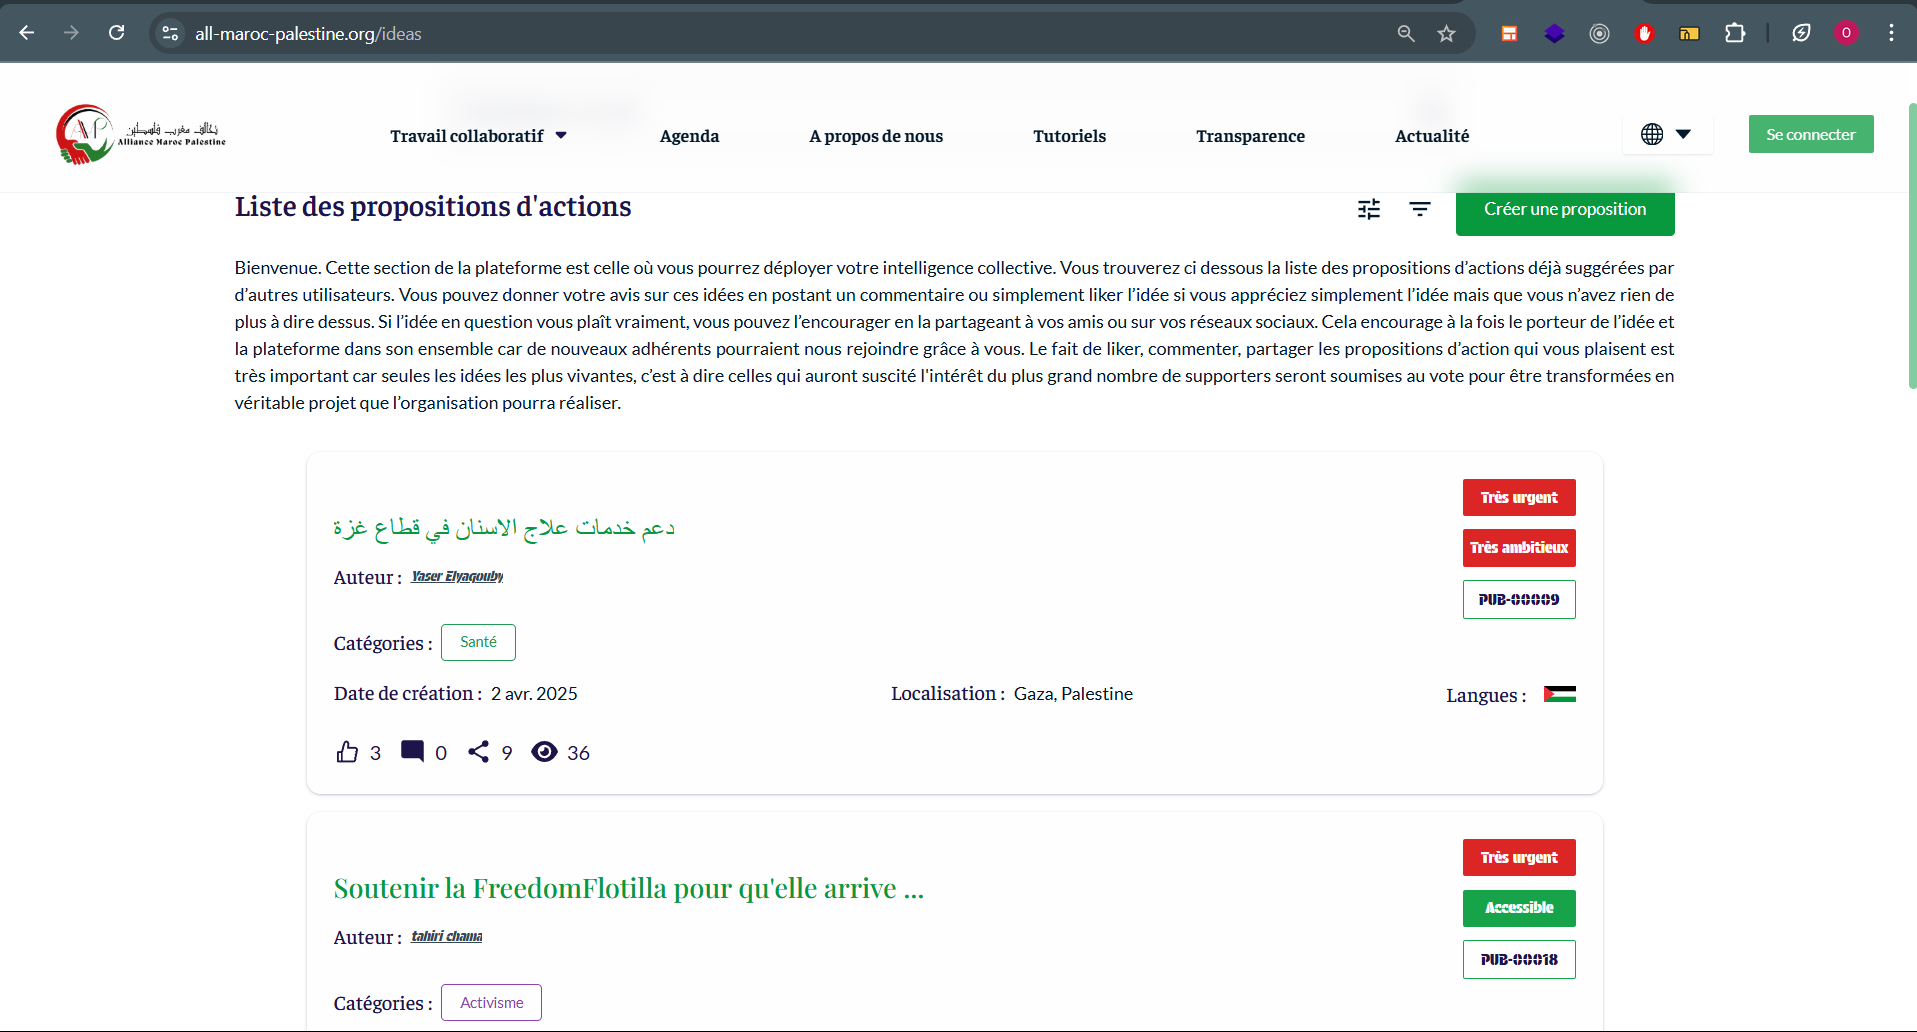 all-maroc-palestine.org/ideas
O
تحالف مغرب فلسطين
Alliance Maroc Palestine
Travail collaboratif
Agenda
A propos de nous
Tutoriels
Transparence
Actualité
Se connecter
Liste des propositions d'actions
Créer une proposition
Bienvenue. Cette section de la plateforme est celle où vous pourrez déployer votre intelligence collective. Vous trouverez ci dessous la liste des propositions d’actions déjà suggérées par
d’autres utilisateurs. Vous pouvez donner votre avis sur ces idées en postant un commentaire ou simplement liker l’idée si vous appréciez simplement l’idée mais que vous n’avez rien de
plus à dire dessus. Si l’idée en question vous plaît vraiment, vous pouvez l’encourager en la partageant à vos amis ou sur vos réseaux sociaux. Cela encourage à la fois le porteur de l’idée et
la plateforme dans son ensemble car de nouveaux adhérents pourraient nous rejoindre grâce à vous. Le fait de liker, commenter, partager les propositions d’action qui vous plaisent est
très important car seules les idées les plus vivantes, c’est à dire celles qui auront suscité l'intérêt du plus grand nombre de supporters seront soumises au vote pour être transformées en
véritable projet que l’organisation pourra réaliser.
Très urgent
Très ambitieux
PUB-00009
دعم خدمات علاج الاسنان في قطاع غزة
Auteur : Yaser Elyagouby
Catégories : Santé
Date de création : 2 avr. 2025
Localisation : Gaza, Palestine
Langues :
3 0 9 36
Très urgent
Accessible
PUB-00018
Soutenir la FreedomFlotilla pour qu'elle arrive ...
Auteur : tahiri chama
Catégories : Activisme